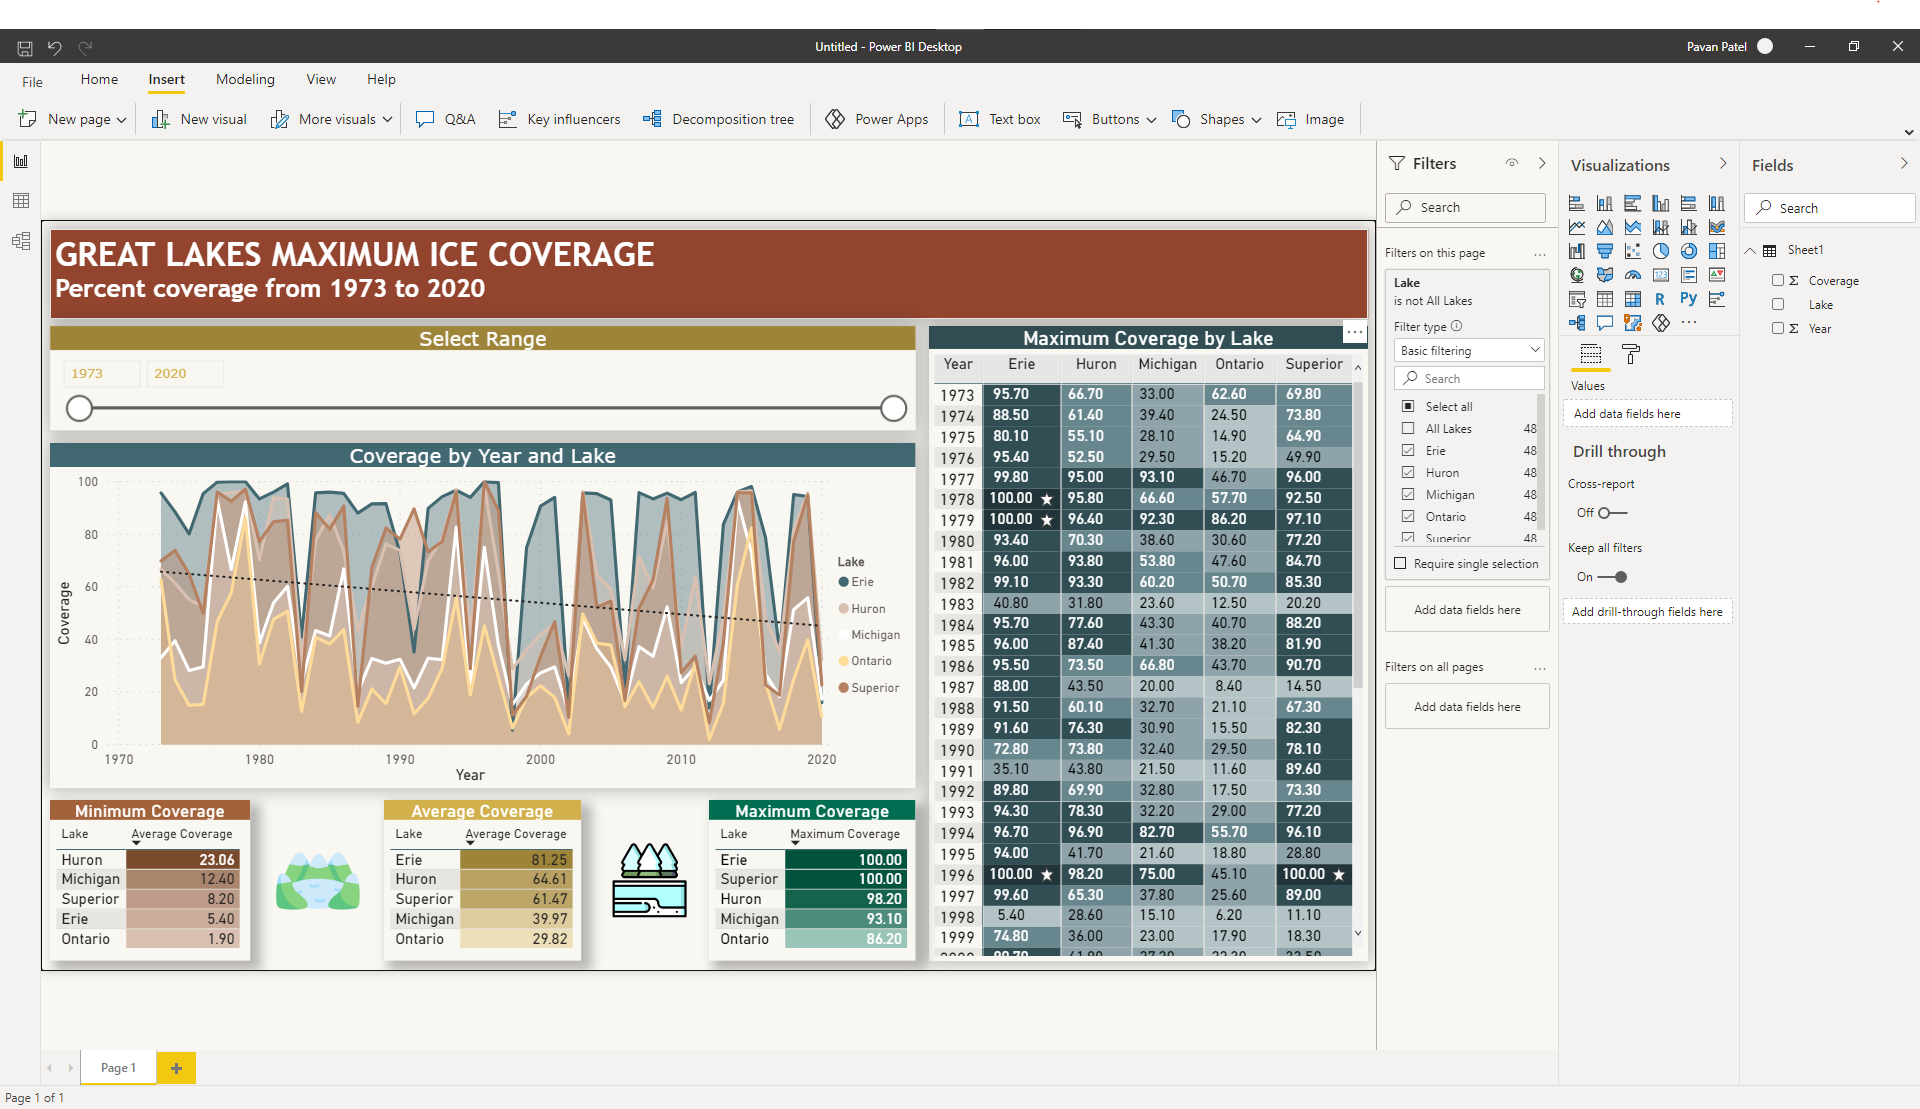 Untitled - Power BI Desktop
Pavan Patel
File Home Insert Modeling View Help
New page New visual More visuals Q&A Key influencers Decomposition tree Power Apps Text box Buttons Shapes Image
GREAT LAKES MAXIMUM ICE COVERAGE
Percent coverage from 1973 to 2020
Select Range
1973 2020
Coverage by Year and Lake
100
80
60
40
20
0
Coverage
1970 1980 1990 2000 2010 2020
Year
Lake
Erie
Huron
Michigan
Ontario
Superior
Minimum Coverage
Lake Average Coverage
Huron 23.06
Michigan 12.40
Superior 8.20
Erie 5.40
Ontario 1.90
Average Coverage
Lake Average Coverage
Erie 81.25
Huron 64.61
Superior 61.47
Michigan 39.97
Ontario 29.82
Maximum Coverage
Lake Maximum Coverage
Erie 100.00
Superior 100.00
Huron 98.20
Michigan 93.10
Ontario 86.20
Maximum Coverage by Lake
Year Erie Huron Michigan Ontario Superior
1973 95.70 66.70 33.00 62.60 69.80
1974 88.50 61.40 39.40 24.50 73.80
1975 80.10 55.10 28.10 14.90 64.90
1976 95.40 52.50 29.50 15.20 49.90
1977 99.80 95.00 93.10 46.70 96.00
1978 100.00 ★ 95.80 66.60 57.70 92.50
1979 100.00 ★ 96.40 92.30 86.20 97.10
1980 93.40 70.30 38.60 30.60 77.20
1981 96.00 93.80 53.80 47.60 84.70
1982 99.10 93.30 60.20 50.70 85.30
1983 40.80 31.80 23.60 12.50 20.20
1984 95.70 77.60 43.30 40.70 88.20
1985 96.00 87.40 41.30 38.20 81.90
1986 95.50 73.50 66.80 43.70 90.70
1987 88.00 43.50 20.00 8.40 14.50
1988 91.50 60.10 32.70 21.10 67.30
1989 91.60 76.30 30.90 15.50 82.30
1990 72.80 73.80 32.40 29.50 78.10
1991 35.10 43.80 21.50 11.60 89.60
1992 89.80 69.90 32.80 17.50 73.30
1993 94.30 78.30 32.20 29.00 77.20
1994 96.70 96.90 82.70 55.70 96.10
1995 94.00 41.70 21.60 18.80 28.80
1996 100.00 ★ 98.20 75.00 45.10 100.00 ★
1997 99.60 65.30 37.80 25.60 89.00
1998 5.40 28.60 15.10 6.20 11.10
1999 74.80 36.00 23.00 17.90 18.30
Filters
Search
Filters on this page
Lake
is not All Lakes
Filter type
Basic filtering
Search
Select all
All Lakes 48
Erie 48
Huron 48
Michigan 48
Ontario 48
Superior 48
Require single selection
Add data fields here
Filters on all pages
Add data fields here
Visualizations
123
R Py
Values
Add data fields here
Drill through
Cross-report
Off
Keep all filters
On
Add drill-through fields here
Fields
Search
Sheet1
Σ Coverage
Lake
Σ Year
Page 1 +
Page 1 of 1